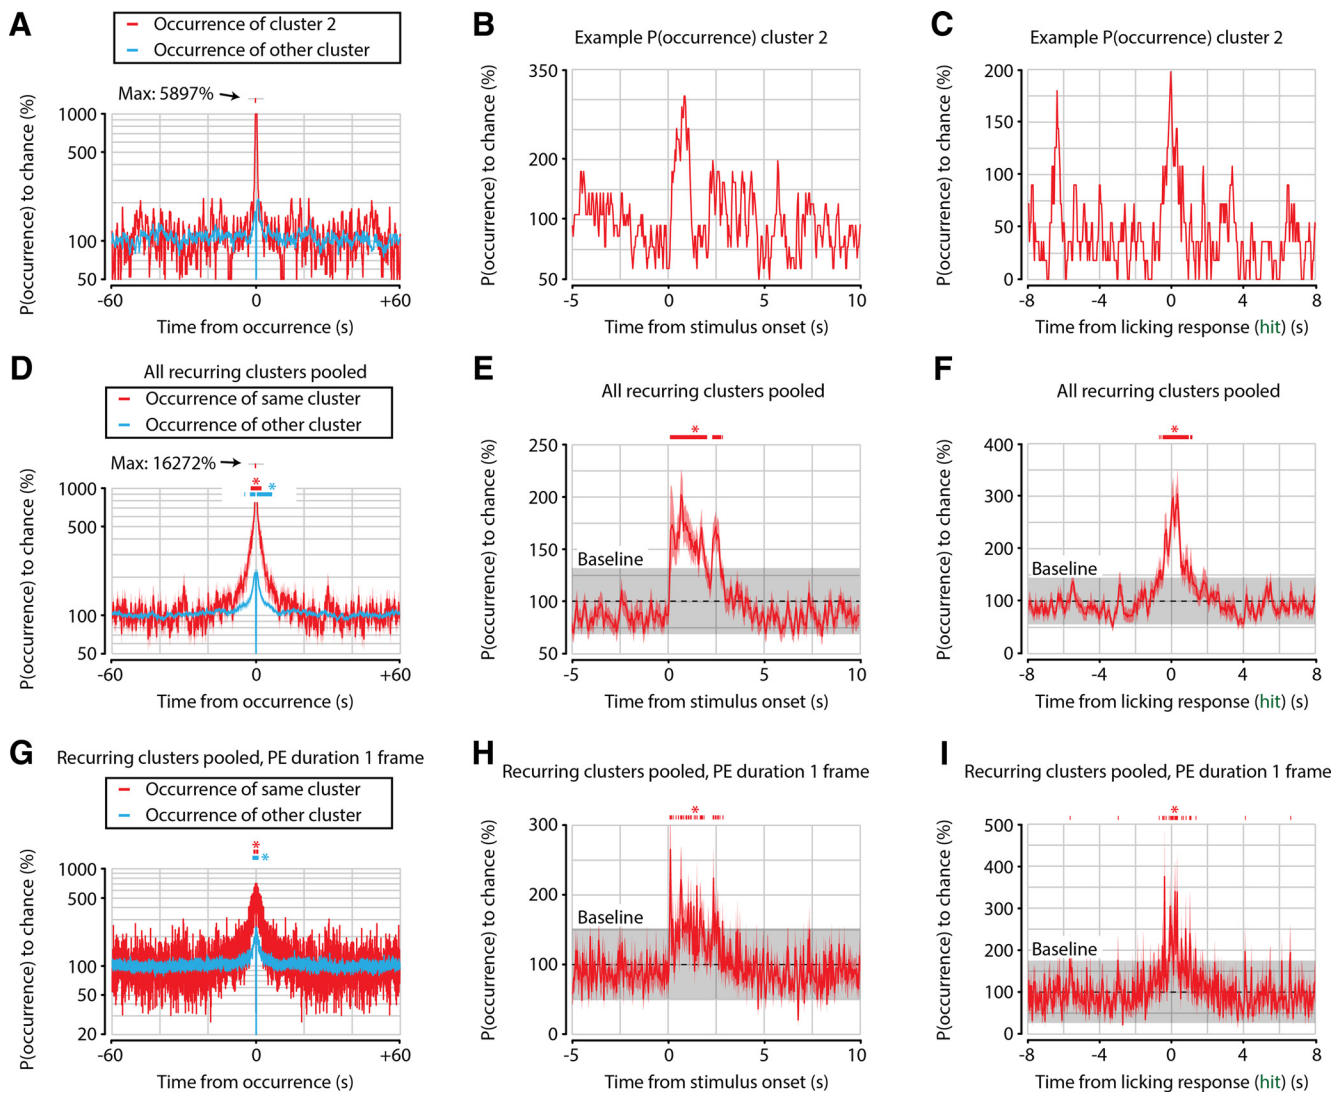 A
Occurrence of cluster 2
Occurrence of other cluster
Max: 5897%
P(occurrence) to chance (%)
1000
500
100
50
-60
0
+60
Time from occurrence (s)
B
Example P(occurrence) cluster 2
P(occurrence) to chance (%)
350
200
100
50
-5
0
5
10
Time from stimulus onset (s)
C
Example P(occurrence) cluster 2
P(occurrence) to chance (%)
200
150
100
50
0
-8
-4
0
4
8
Time from licking response (hit) (s)
D
All recurring clusters pooled
Occurrence of same cluster
Occurrence of other cluster
Max: 16272%
*
*
P(occurrence) to chance (%)
1000
500
100
50
-60
0
+60
Time from occurrence (s)
E
All recurring clusters pooled
*
P(occurrence) to chance (%)
250
200
150
100
50
Baseline
-5
0
5
10
Time from stimulus onset (s)
F
All recurring clusters pooled
*
P(occurrence) to chance (%)
400
300
200
100
0
Baseline
-8
-4
0
4
8
Time from licking response (hit) (s)
G
Recurring clusters pooled, PE duration 1 frame
Occurrence of same cluster
Occurrence of other cluster
*
*
P(occurrence) to chance (%)
1000
500
100
50
20
-60
0
+60
Time from occurrence (s)
H
Recurring clusters pooled, PE duration 1 frame
*
P(occurrence) to chance (%)
300
200
100
0
Baseline
-5
0
5
10
Time from stimulus onset (s)
I
Recurring clusters pooled, PE duration 1 frame
*
P(occurrence) to chance (%)
500
400
300
200
100
0
Baseline
-8
-4
0
4
8
Time from licking response (hit) (s)